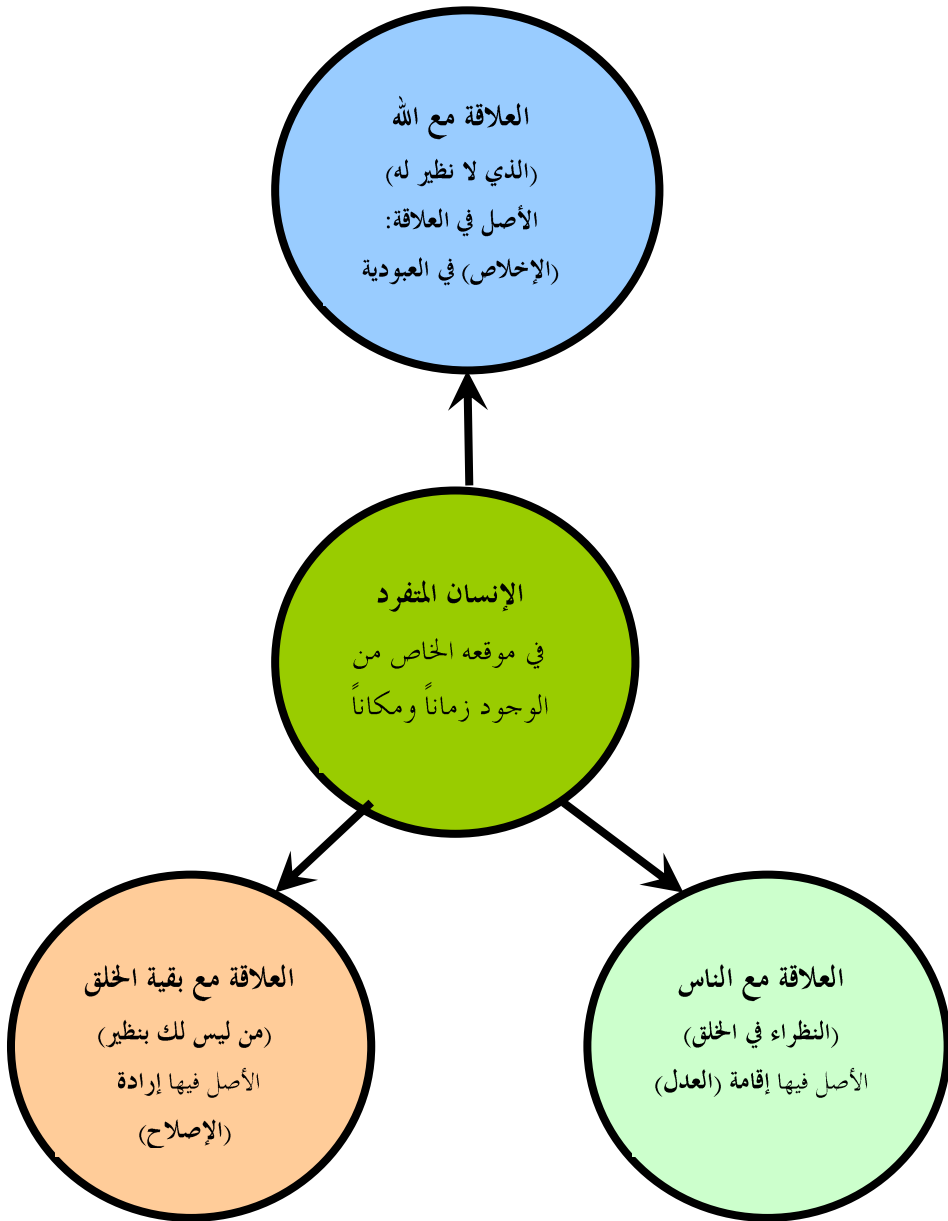 العلاقة مع الله
(الذي لا نظير له)
الأصل في العلاقة:
(الإخلاص) في العبودية
الإنسان المتفرد
في موقعه الخاص من
الوجود زماناً ومكاناً
العلاقة مع الناس
(النظراء في الخلق)
الأصل فيها إقامة (العدل)
العلاقة مع بقية الخلق
(من ليس لك بنظير)
الأصل فيها إرادة
(الإصلاح)